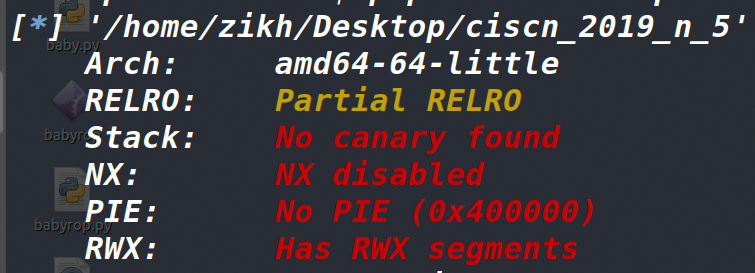 [*] '/home/zikh/Desktop/ciscn_2019_n_5'
baby.py
Arch: amd64-64-little
RELRO: Partial RELRO
Stack: No canary found
NX: NX disabled
PIE: No PIE (0x400000)
babyrop.py
RWX: Has RWX segments